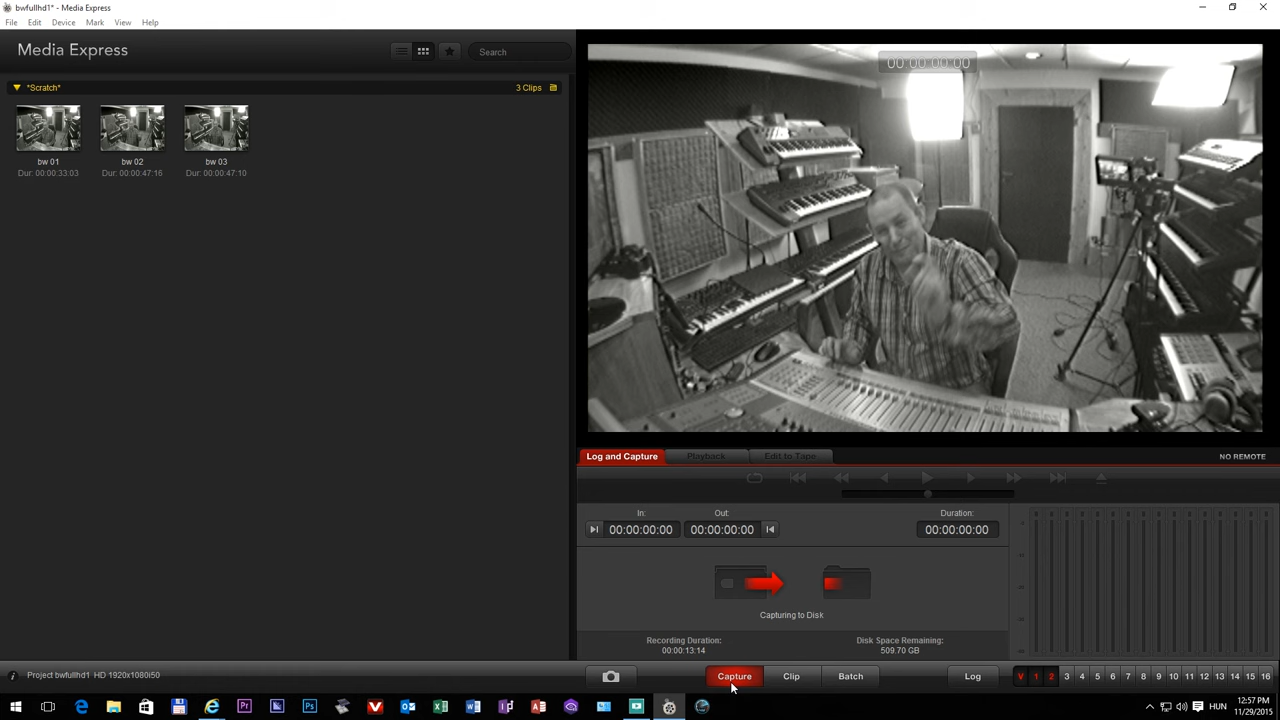 bwfullhd1* - Media Express
File Edit Device Mark View Help
Media Express
Search
*Scratch*
3 Clips
bw 01 bw 02 bw 03
Dur: 00:00:33:03 Dur: 00:00:47:16 Dur: 00:00:47:10
00:00:00:00
Log and Capture Playback Edit to Tape
NO REMOTE
In: Out: Duration:
00:00:00:00 00:00:00:00 00:00:00:00
Capturing to Disk
Recording Duration: Disk Space Remaining:
00:00:13:14 509.70 GB
Project bwfullhd1 HD 1920x1080i50
Capture Clip Batch Log
V 1 2 3 4 5 6 7 8 9 10 11 12 13 14 15 16
HUN
12:57 PM
11/29/2015